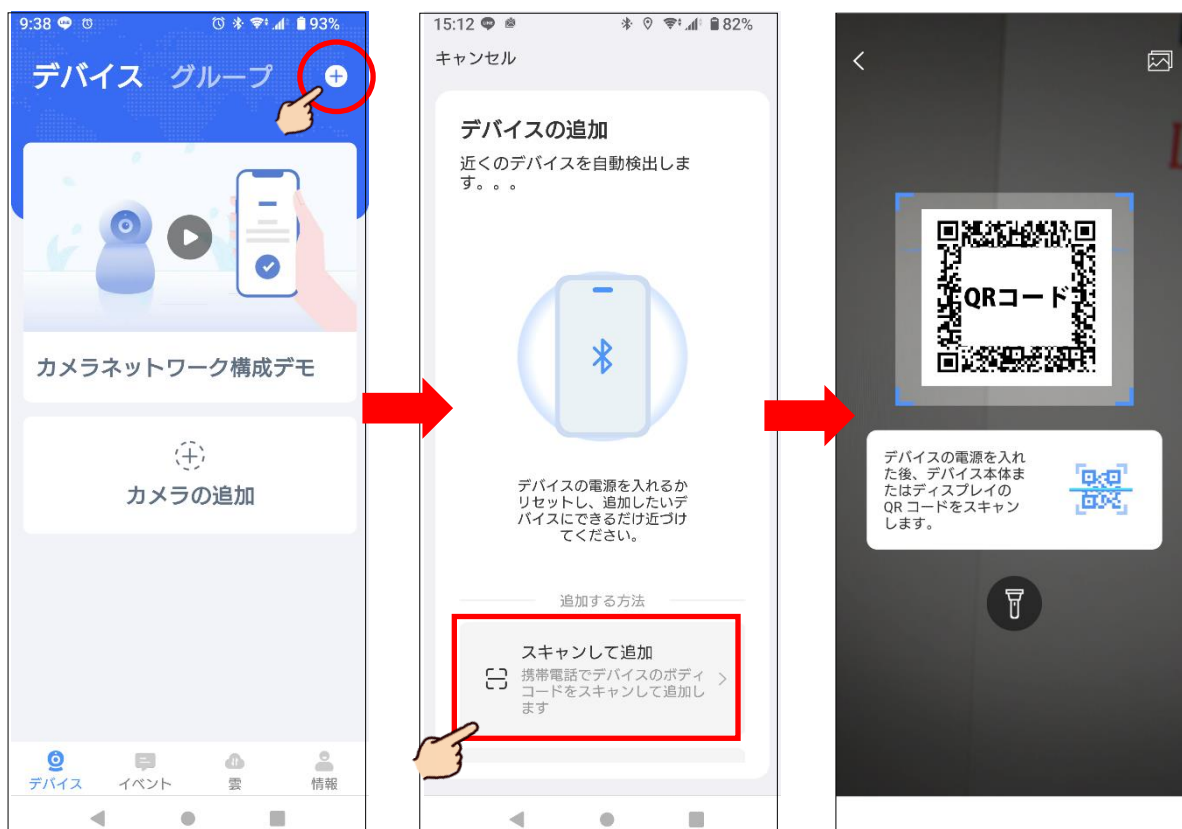 9:38 93%
デバイス グループ
カメラネットワーク構成デモ
カメラの追加
デバイス イベント 雲 情報
15:12 82%
キャンセル
デバイスの追加
近くのデバイスを自動検出しま
す。。。
デバイスの電源を入れるか
リセットし、追加したいデ
バイスにできるだけ近づけ
てください。
追加する方法
スキャンして追加
携帯電話でデバイスのボディ
コードをスキャンして追加し
ます
QRコード
デバイスの電源を入れ
た後、デバイス本体ま
たはディスプレイの
QR コードをスキャン
します。